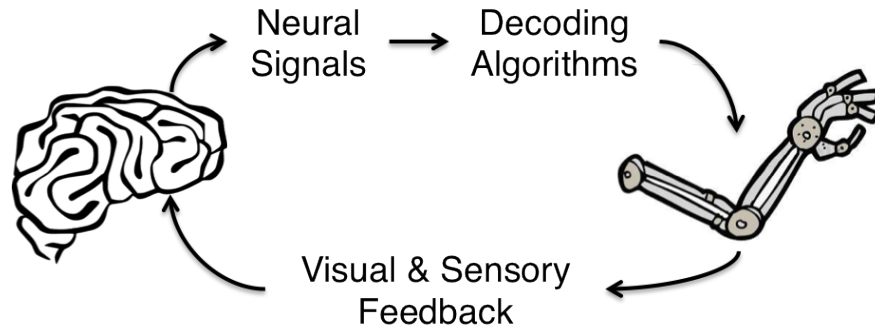 Neural
Signals
Decoding
Algorithms
Visual & Sensory
Feedback